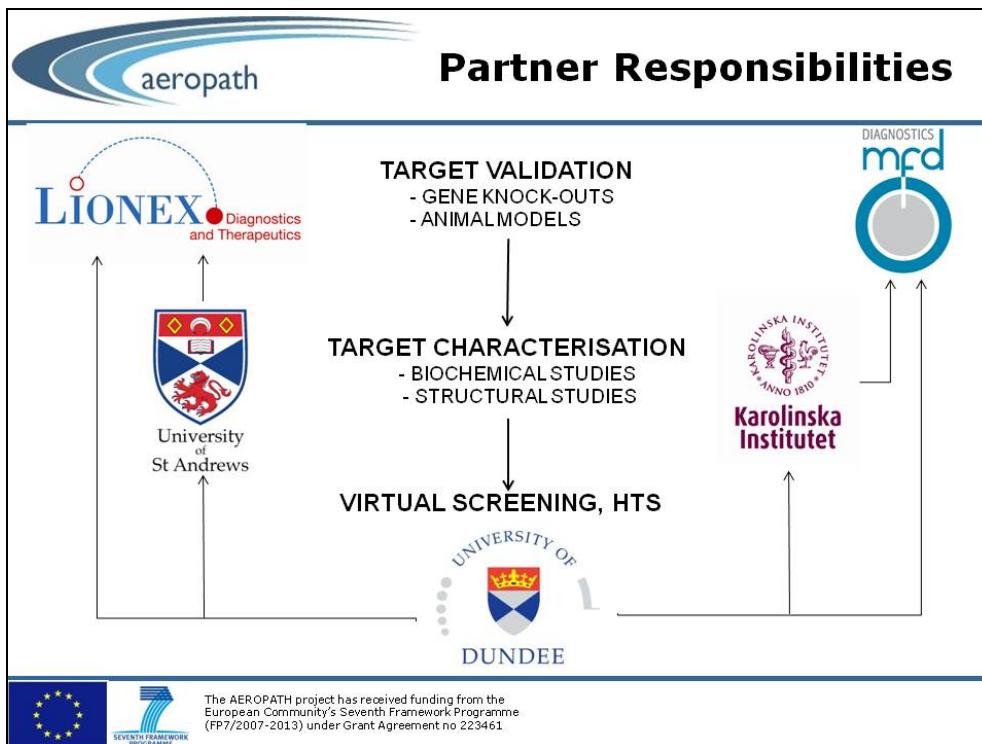 aeropath
Partner Responsibilities
LIONEX
Diagnostics
and Therapeutics
TARGET VALIDATION
- GENE KNOCK-OUTS
- ANIMAL MODELS
DIAGNOSTICS
mfd
University
of
St Andrews
TARGET CHARACTERISATION
- BIOCHEMICAL STUDIES
- STRUCTURAL STUDIES
KAROLINSKA INSTITUTET
ANNO 1810
Karolinska
Institutet
VIRTUAL SCREENING, HTS
UNIVERSITY OF
DUNDEE
7
SEVENTH FRAMEWORK
PROGRAMME
The AEROPATH project has received funding from the
European Community's Seventh Framework Programme
(FP7/2007-2013) under Grant Agreement no 223461